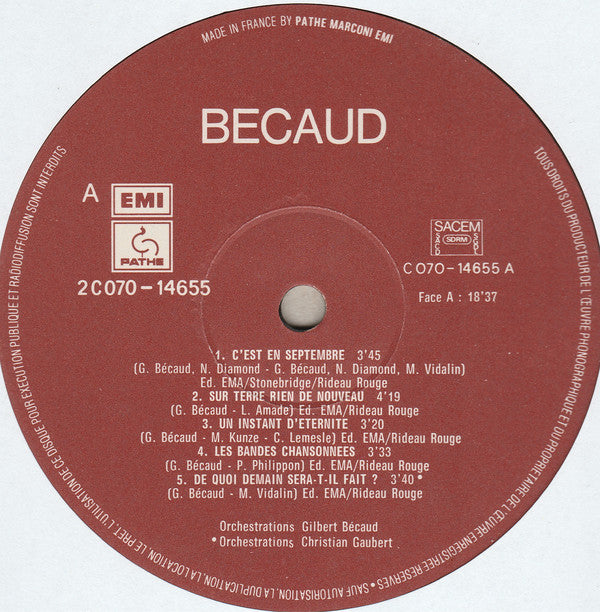 MADE IN FRANCE BY PATHE MARCONI EMI
BECAUD
A
EMI
PATHE
2C070-14655
SACEM
SACD
SDRM
SGDL
C 070-14655 A
Face A : 18'37
1. C'EST EN SEPTEMBRE 3'45
(G. Bécaud, N. Diamond - G. Bécaud, N. Diamond, M. Vidalin)
Ed. EMA/Stonebridge/Rideau Rouge
2. SUR TERRE RIEN DE NOUVEAU 4'19
(G. Bécaud - L. Amade) Ed. EMA/Rideau Rouge
3. UN INSTANT D'ETERNITE 3'20
(G. Bécaud - M. Kunze - C. Lemesle) Ed. EMA/Rideau Rouge
4. LES BANDES CHANSONNEES 3'33
(G. Bécaud - P. Philippon) Ed. EMA/Rideau Rouge
5. DE QUOI DEMAIN SERA-T-IL FAIT ? 3'40 •
(G. Bécaud - M. Vidalin) Ed. EMA/Rideau Rouge
Orchestrations Gilbert Bécaud
•Orchestrations Christian Gaubert
TOUS DROITS DU PRODUCTEUR DE L'ŒUVRE PHONOGRAPHIQUE ET DU PROPRIETAIRE DE L'ŒUVRE ENREGISTREE RESERVES • SAUF AUTORISATION, LA DUPLICATION, LA LOCATION, LE PRET, L'UTILISATION DE CE DISQUE POUR EXECUTION PUBLIQUE ET RADIODIFFUSION SONT INTERDITS